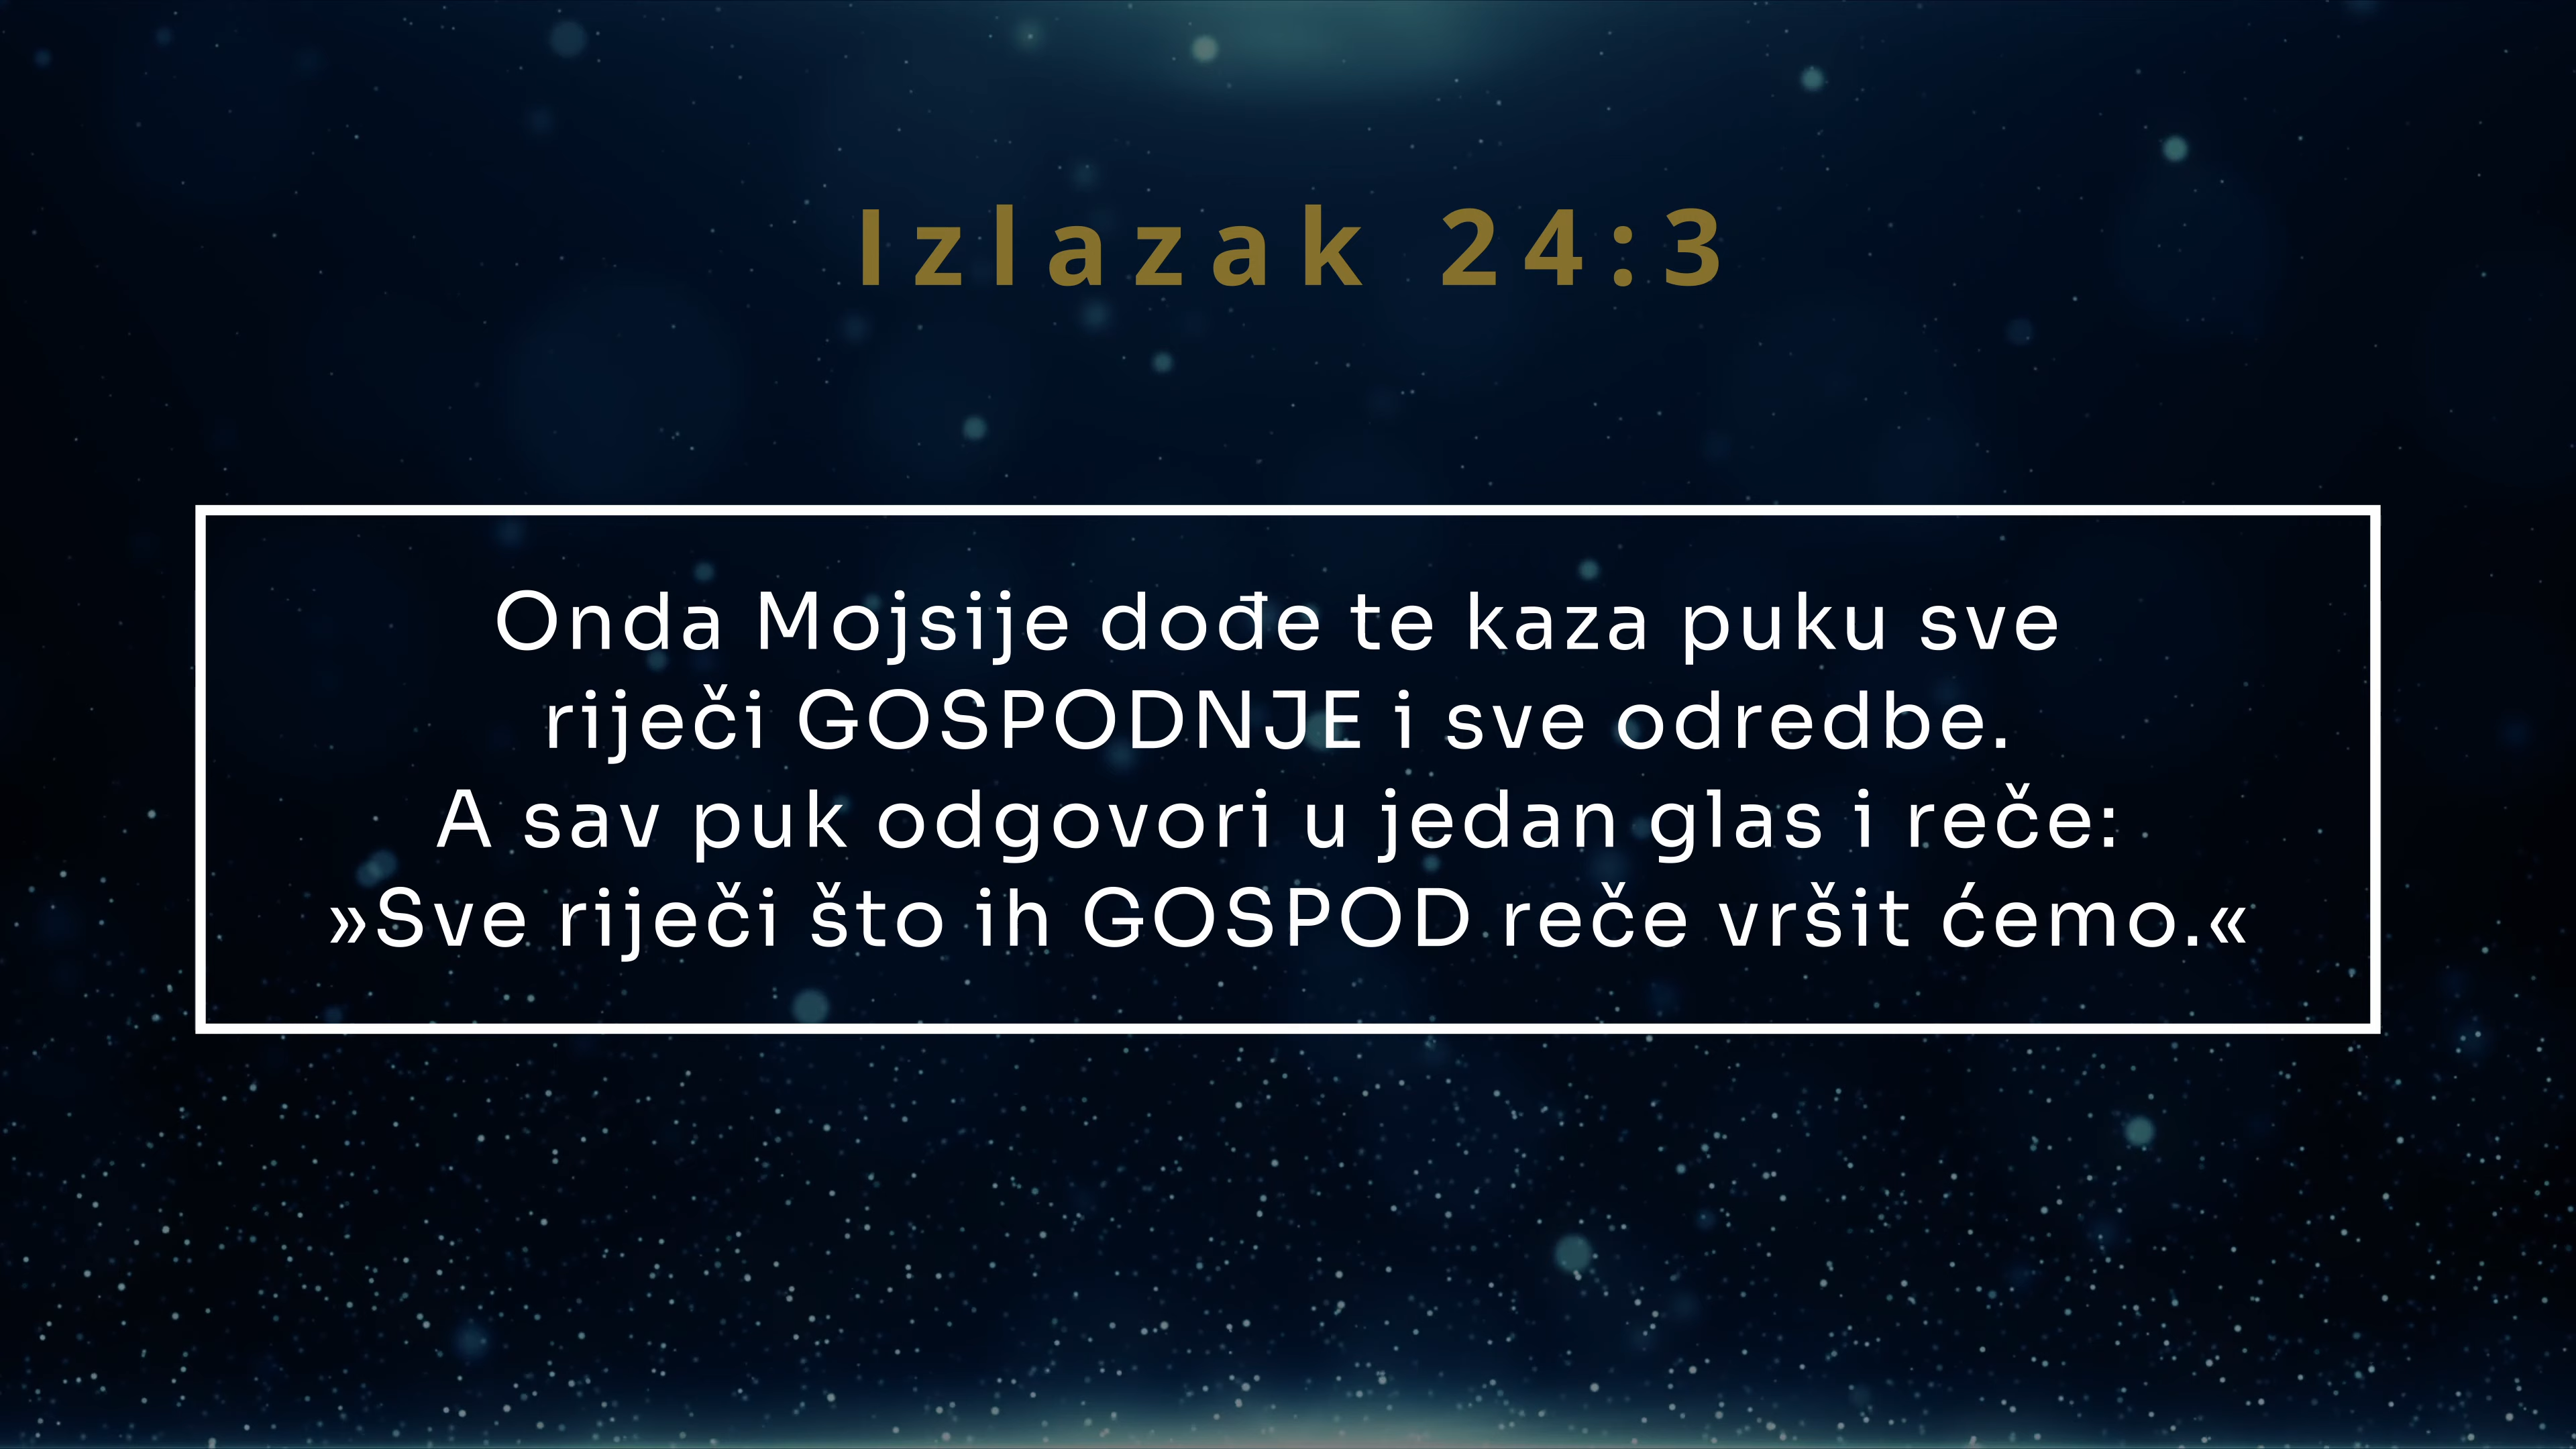 Izlazak 24:3
Onda Mojsije dođe te kaza puku sve
riječi GOSPODNJE i sve odredbe.
A sav puk odgovori u jedan glas i reče:
»Sve riječi što ih GOSPOD reče vršit ćemo.«